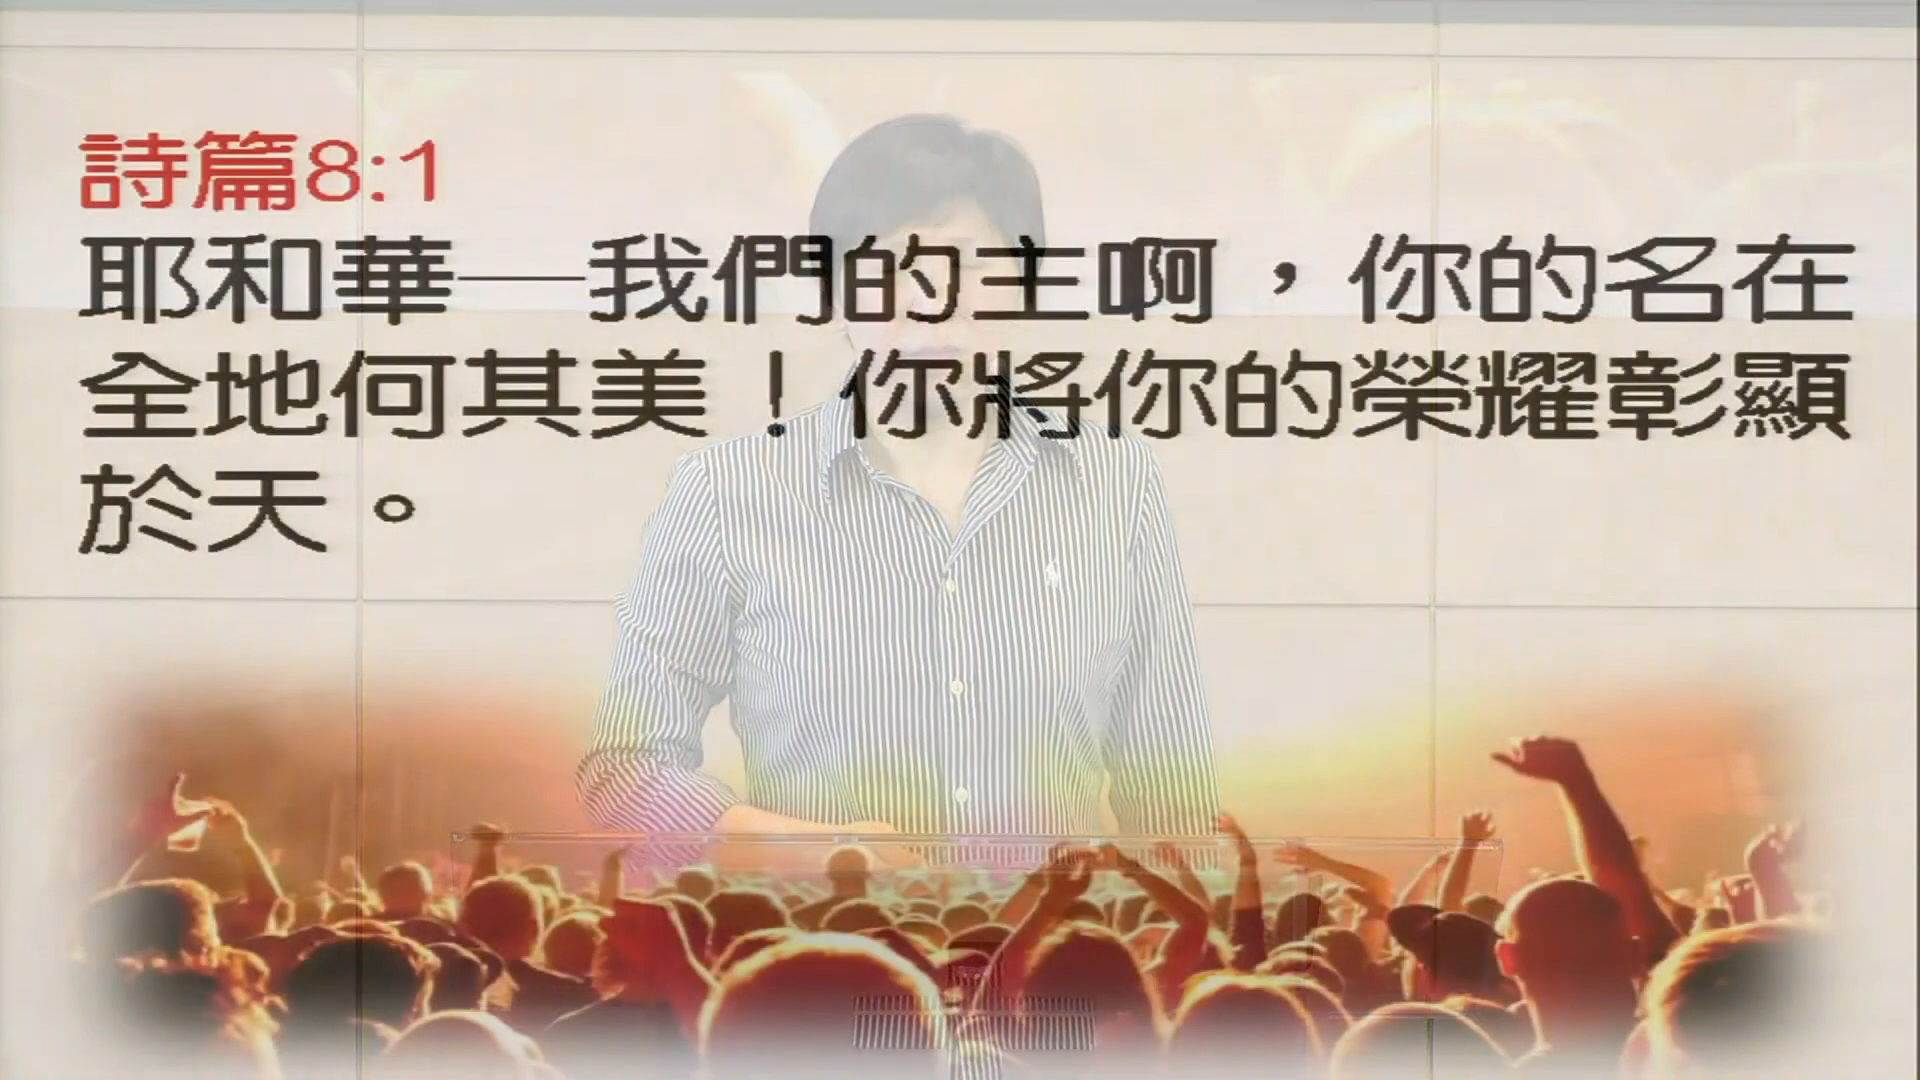 詩篇8:1
耶和華─我們的主啊，你的名在
全地何其美！你將你的榮耀彰顯
於天。